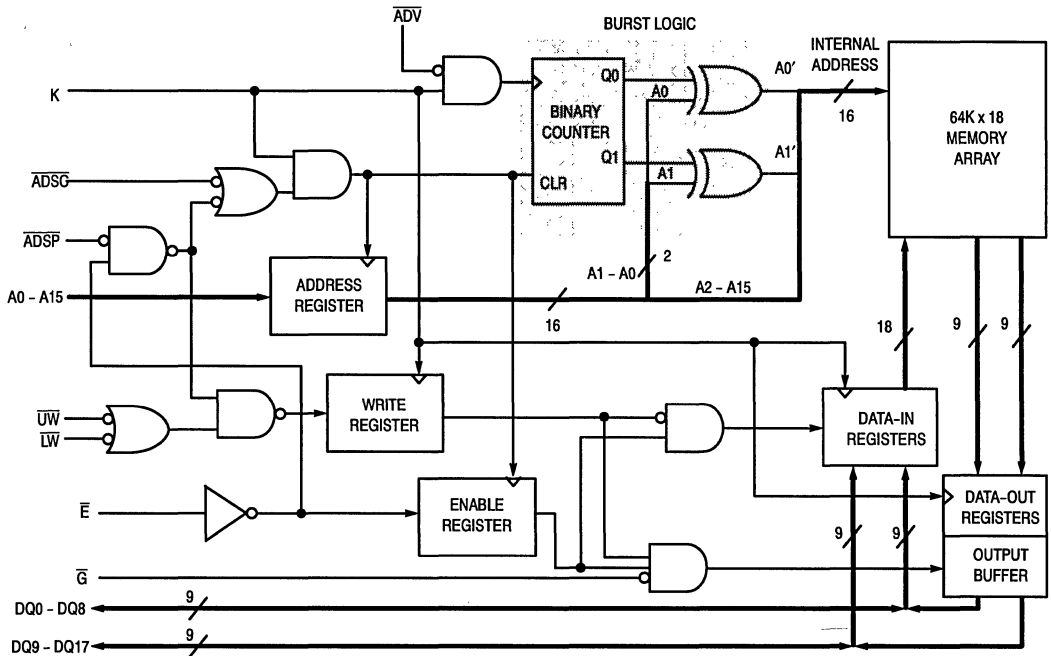 ADV
BURST LOGIC
INTERNAL
ADDRESS
K
BINARY
COUNTER
Q0
A0
A0′
16
64K x 18
MEMORY
ARRAY
Q1
A1
A1′
CLR
ADSC
ADSP
A1 – A0
2
A0 – A15
ADDRESS
REGISTER
16
A2 – A15
18
9
9
UW
LW
WRITE
REGISTER
DATA–IN
REGISTERS
E
ENABLE
REGISTER
DATA–OUT
REGISTERS
9
9
G
OUTPUT
BUFFER
DQ0 – DQ8
9
DQ9 – DQ17
9